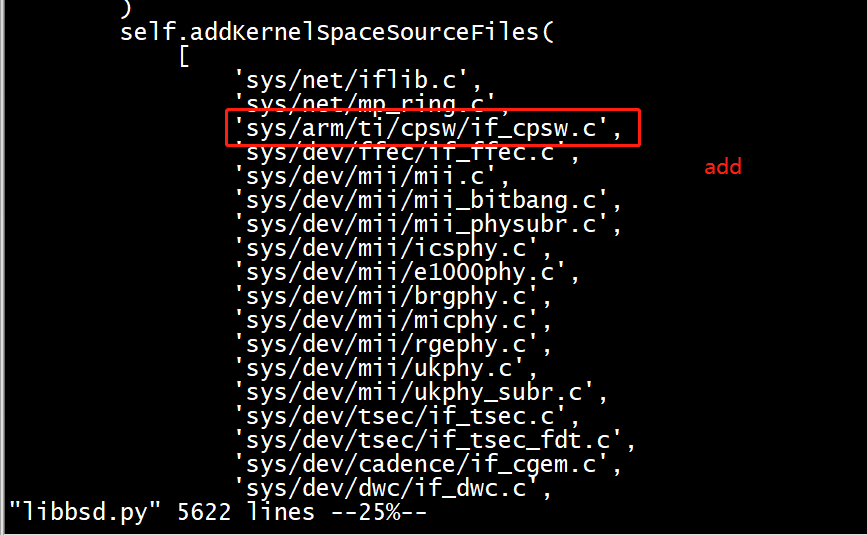 )
self.addKernelSpaceSourceFiles(
[
'sys/net/iflib.c',
'sys/net/mp_ring.c',
'sys/arm/ti/cpsw/if_cpsw.c',
'sys/dev/ffec/if_ffec.c',
add
'sys/dev/mii/mii.c',
'sys/dev/mii/mii_bitbang.c',
'sys/dev/mii/mii_physubr.c',
'sys/dev/mii/icsphy.c',
'sys/dev/mii/e1000phy.c',
'sys/dev/mii/brgphy.c',
'sys/dev/mii/micphy.c',
'sys/dev/mii/rgephy.c',
'sys/dev/mii/ukphy.c',
'sys/dev/mii/ukphy_subr.c',
'sys/dev/tsec/if_tsec.c',
'sys/dev/tsec/if_tsec_fdt.c',
'sys/dev/cadence/if_cgem.c',
'sys/dev/dwc/if_dwc.c',
"libbsd.py" 5622 lines --25%--